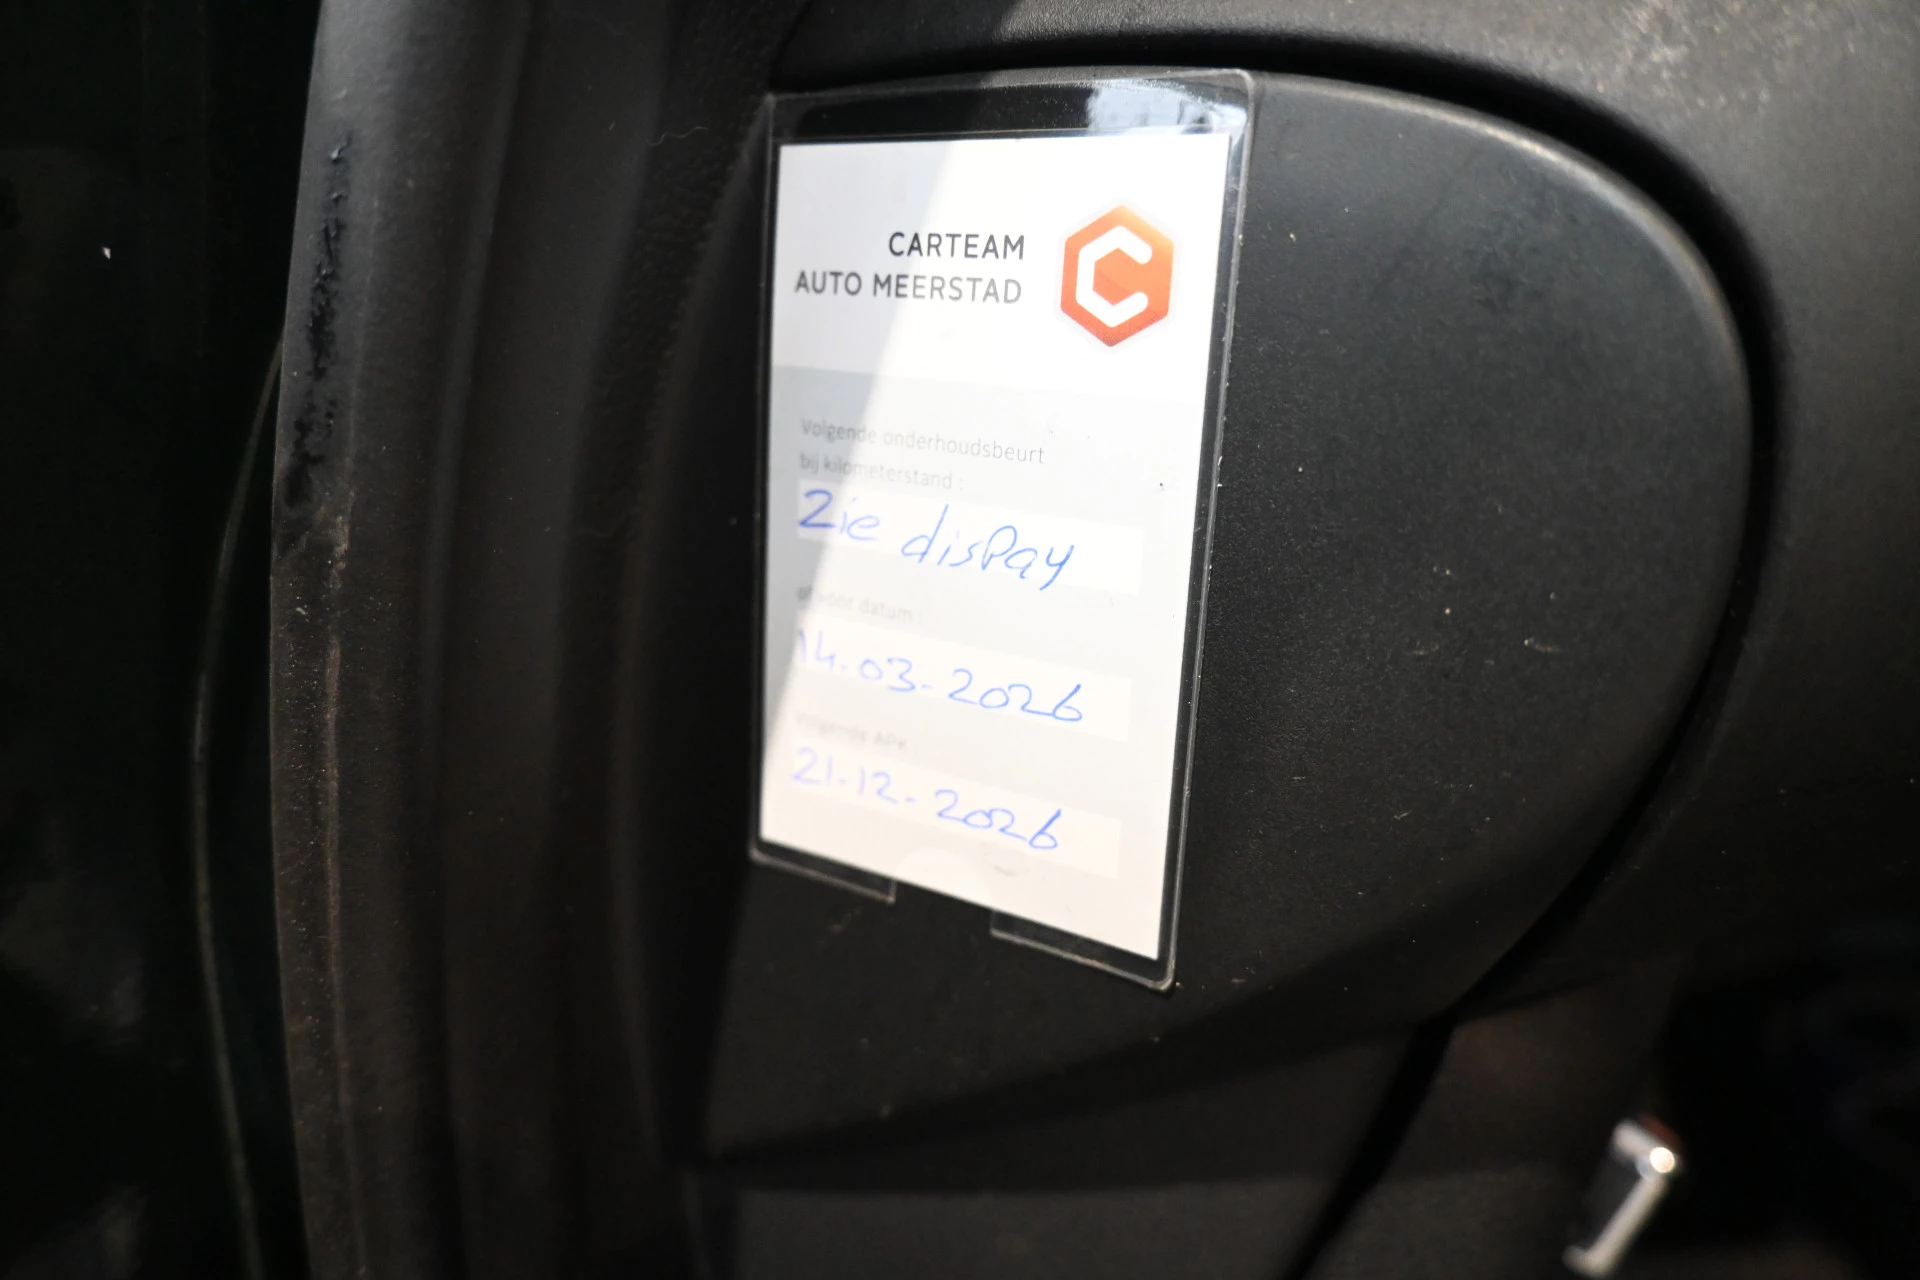 CARTEAM
AUTO MEERSTAD
Volgende onderhoudsbeurt
bij kilometerstand :
Zie disPay
of voor datum :
14-03-2026
Volgende APK
21-12-2026